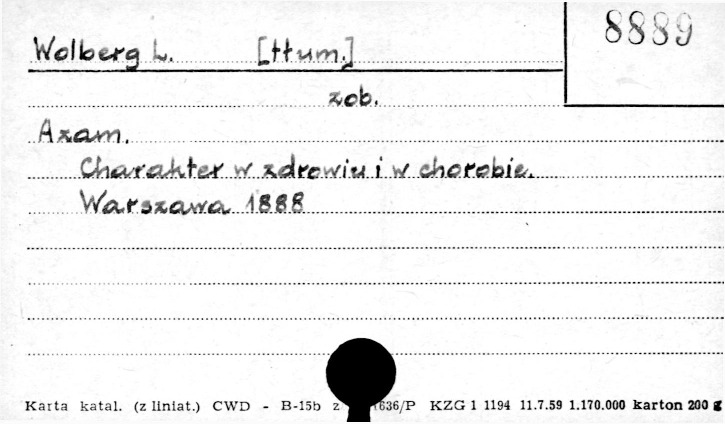 8889
Wolberg L. [tłum.]
zob.
Azam.
Charakter w zdrowiu i w chorobie.
Warszawa 1888
Karta katal. (z liniat.) CWD - B-15b z 1636/P KZG 1 1194 11.7.59 1.170.000 karton 200 g